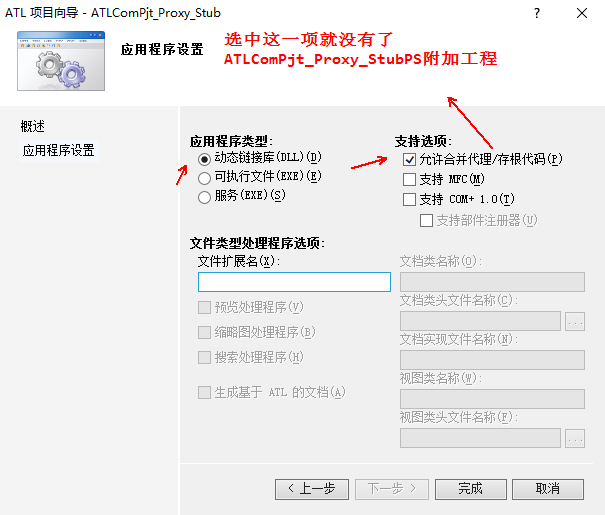 ATL 项目向导 - ATLComPjt_Proxy_Stub
?
应用程序设置
选中这一项就没有了
ATLComPjt_Proxy_StubPS附加工程
概述
应用程序设置
应用程序类型:
动态链接库(DLL)(D)
可执行文件(EXE)(E)
服务(EXE)(S)
支持选项:
允许合并代理/存根代码(P)
支持 MFC(M)
支持 COM+ 1.0(T)
支持部件注册器(U)
文件类型处理程序选项:
文件扩展名(X):
预览处理程序(V)
缩略图处理程序(B)
搜索处理程序(H)
生成基于 ATL 的文档(A)
文档类名称(O):
文档类头文件名称(C):
...
文档实现文件名称(N):
视图类名称(W):
视图类头文件名称(F):
...
< 上一步
下一步 >
完成
取消